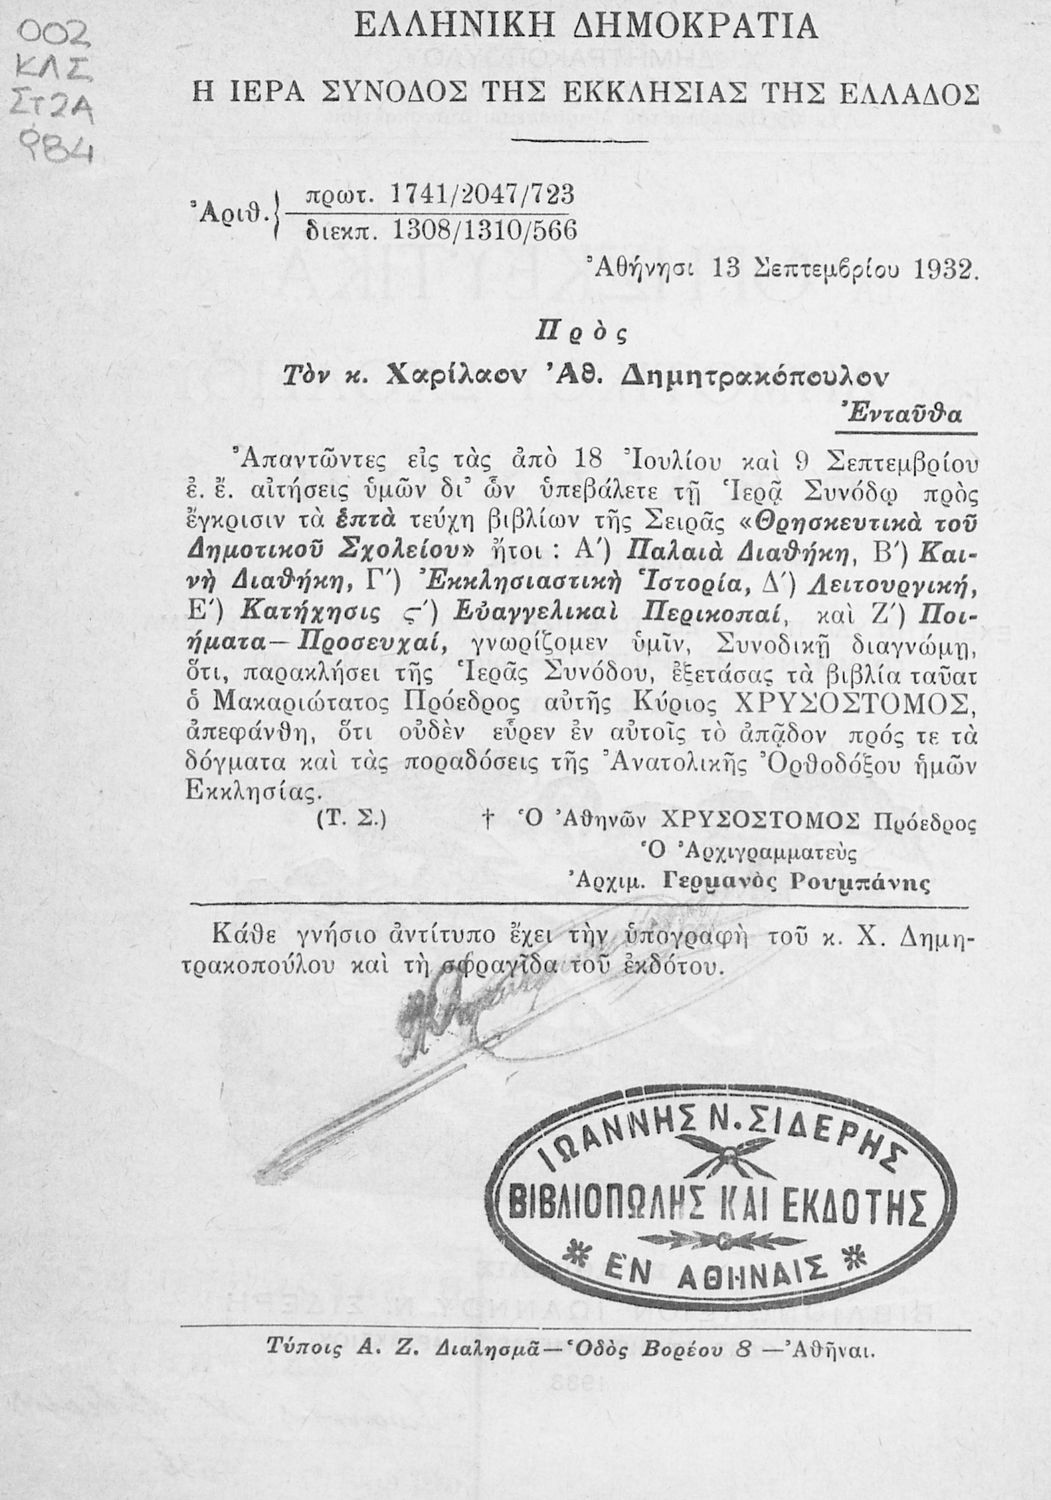 002
ΚΛΣ
ΣΤ2Α
984
ΕΛΛΗΝΙΚΗ ΔΗΜΟΚΡΑΤΙΑ
Η ΙΕΡΑ ΣΥΝΟΔΟΣ ΤΗΣ ΕΚΚΛΗΣΙΑΣ ΤΗΣ ΕΛΛΑΔΟΣ
Ἀριθ. πρωτ. 1741/2047/723
διεκπ. 1308/1310/566
Ἀθήνησι 13 Σεπτεμβρίου 1932.
Πρὸς
Τὸν κ. Χαρίλαον Ἀθ. Δημητρακόπουλον
Ἐνταῦθα
Ἀπαντῶντες εἰς τὰς ἀπὸ 18 Ἰουλίου καὶ 9 Σεπτεμβρίου
ἐ. ἔ. αἰτήσεις ὑμῶν δι' ὧν ὑπεβάλετε τῇ Ἱερᾷ Συνόδῳ πρὸς
ἔγκρισιν τὰ ἑπτὰ τεύχη βιβλίων τῆς Σειρᾶς «Θρησκευτικὰ τοῦ
Δημοτικοῦ Σχολείου» ἤτοι : Α′) Παλαιὰ Διαθήκη, Β′) Και-
νὴ Διαθήκη, Γ′) Ἐκκλησιαστικὴ Ἱστορία, Δ′) Λειτουργική,
Ε′) Κατήχησις ς′) Εὐαγγελικαὶ Περικοπαί, καὶ Ζ′) Ποι-
ήματα— Προσευχαί, γνωρίζομεν ὑμῖν, Συνοδικῇ διαγνώμῃ,
ὅτι, παρακλήσει τῆς Ἱερᾶς Συνόδου, ἐξετάσας τὰ βιβλία ταῦατ
ὁ Μακαριώτατος Πρόεδρος αὐτῆς Κύριος ΧΡΥΣΟΣΤΟΜΟΣ,
ἀπεφάνθη, ὅτι οὐδὲν εὗρεν ἐν αὐτοῖς τὸ ἀπᾷδον πρός τε τὰ
δόγματα καὶ τὰς ποραδόσεις τῆς Ἀνατολικῆς Ὀρθοδόξου ἡμῶν
Εκκλησίας.
(Τ. Σ.) † Ὁ Ἀθηνῶν ΧΡΥΣΟΣΤΟΜΟΣ Πρόεδρος
Ὁ Ἀρχιγραμματεὺς
Ἀρχιμ. Γερμανὸς Ρουμπάνης
Κάθε γνήσιο ἀντίτυπο ἔχει τὴν ὑπογραφὴ τοῦ κ. Χ. Δημη-
τρακοπούλου καὶ τὴ σφραγῖδα τοῦ ἐκδότου.
ΙΩΑΝΝΗΣ Ν. ΣΙΔΕΡΗΣ
ΒΙΒΛΙΟΠΩΛΗΣ ΚΑΙ ΕΚΔΟΤΗΣ
* ΕΝ ΑΘΗΝΑΙΣ *
Τύποις Α. Ζ. Διαλησμᾶ—Ὁδὸς Βορέου 8 —Ἀθῆναι.